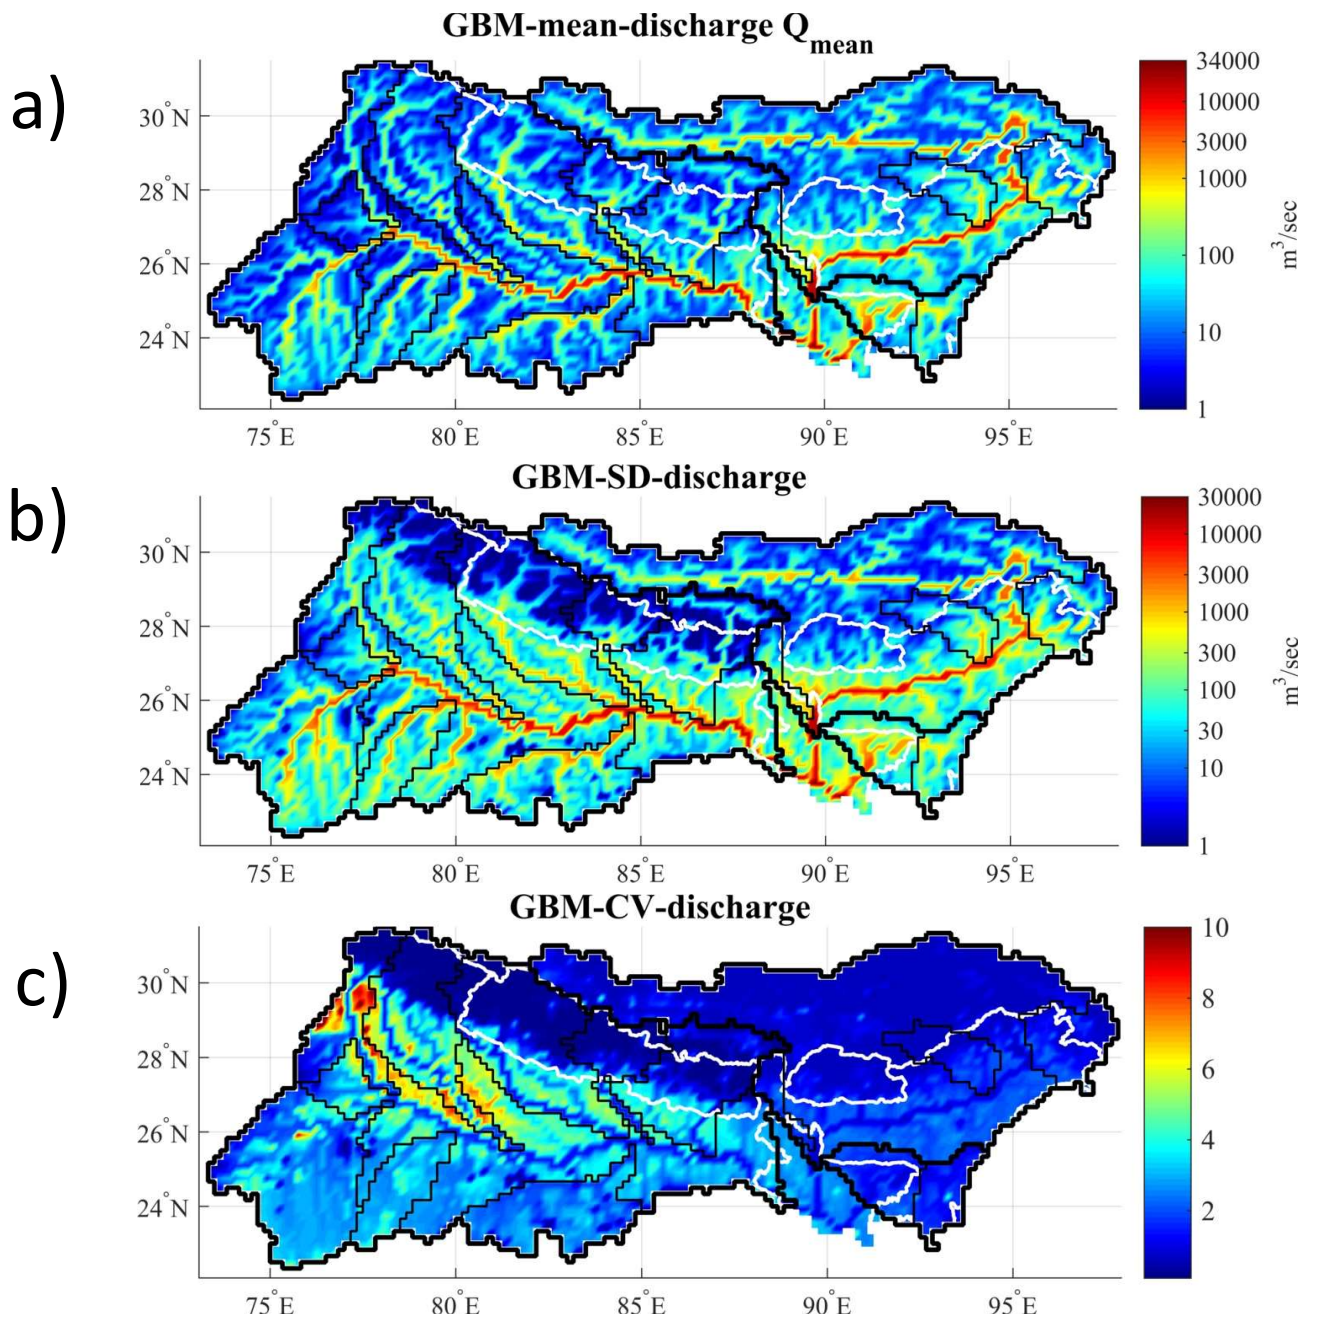 GBM-mean-discharge Qmean
a)
30°N
28°N
26°N
24°N
75°E 80°E 85°E 90°E 95°E
34000
10000
3000
1000
100
10
1
m³/sec
GBM-SD-discharge
b)
30°N
28°N
26°N
24°N
75°E 80°E 85°E 90°E 95°E
30000
10000
3000
1000
300
100
30
10
1
m³/sec
GBM-CV-discharge
c)
30°N
28°N
26°N
24°N
75°E 80°E 85°E 90°E 95°E
10
8
6
4
2